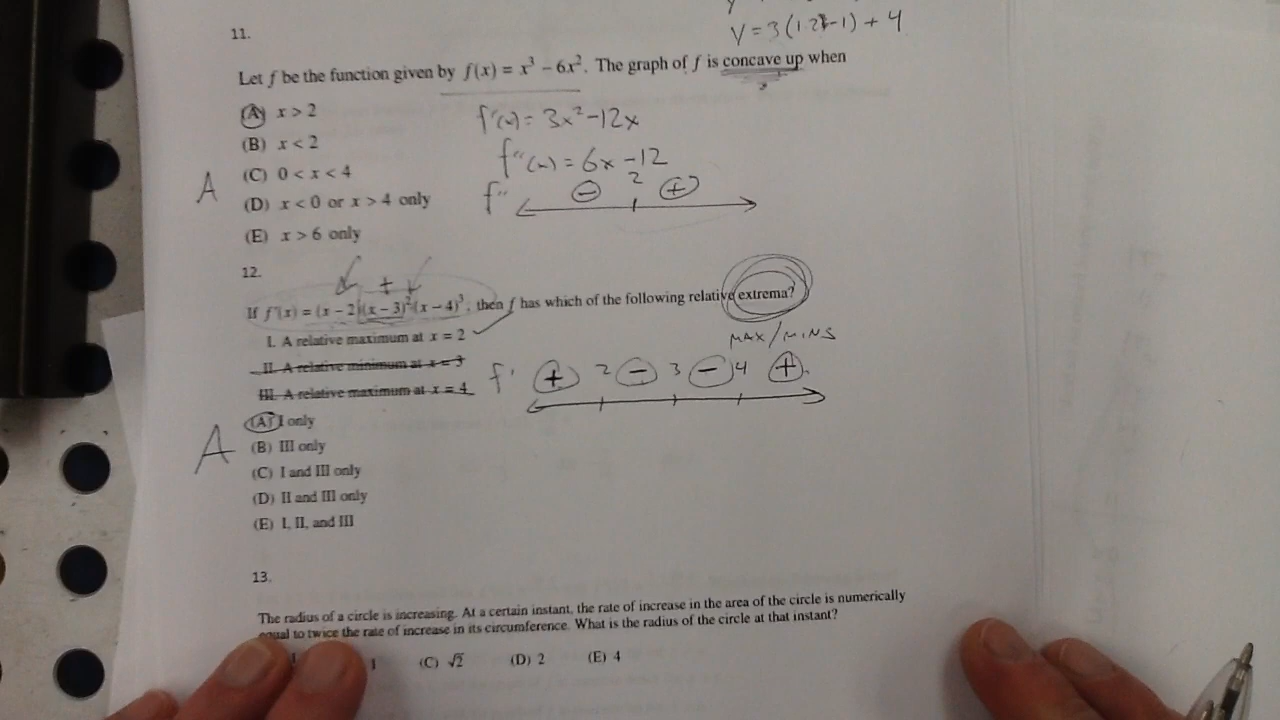 y = 3(1.2 - 1) + 4
11.
Let f be the function given by f(x) = x³ – 6x². The graph of f is concave up when
(A) x > 2
(B) x < 2
(C) 0 < x < 4
(D) x < 0 or x > 4 only
(E) x > 6 only
A
f'(x) = 3x² - 12x
f''(x) = 6x - 12
f'' - 2 +
12.
+
If f'(x) = (x – 2)(x – 3)²(x – 4)³, then f has which of the following relative extrema?
MAX/MINS
I. A relative maximum at x = 2
II. A relative minimum at x = 3
III. A relative maximum at x = 4
f' + 2 - 3 - 4 +
(A) I only
(B) III only
(C) I and III only
(D) II and III only
(E) I, II, and III
A
13.
The radius of a circle is increasing. At a certain instant, the rate of increase in the area of the circle is numerically
equal to twice the rate of increase in its circumference. What is the radius of the circle at that instant?
1 (C) √2 (D) 2 (E) 4